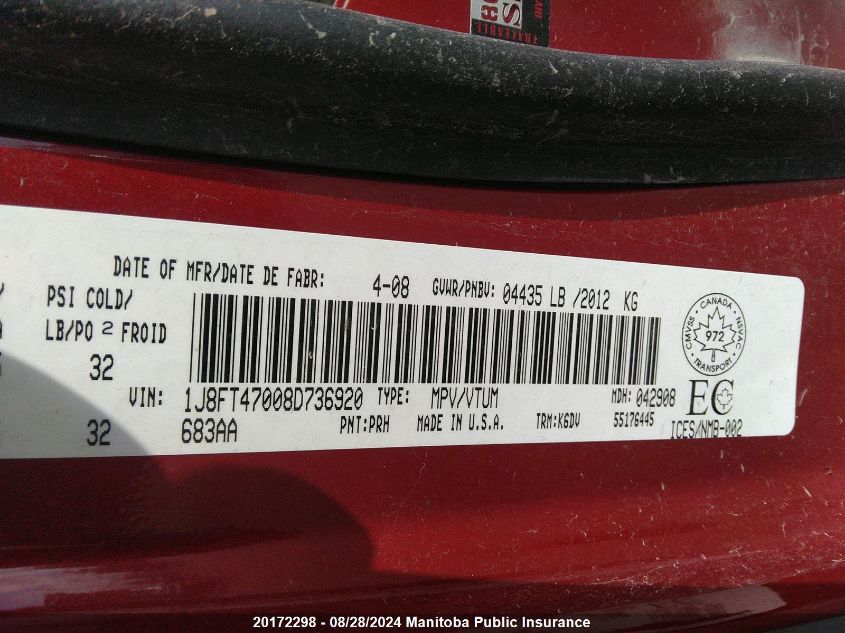 TRACEABLE
DATE OF MFR/DATE DE FABR: 4-08 GVWR/PNBV: 04435 LB /2012 KG
PSI COLD/
LB/PO 2 FROID
32
CMVSS · CANADA · NSVAC
972
TRANSPORT
VIN: 1J8FT47008D736920 TYPE: MPV/VTUM MDH: 042908
EC
32 683AA PNT:PRH MADE IN U.S.A. TRM:K6DV 55176445
ICES/NMB-002
20172298 - 08/28/2024 Manitoba Public Insurance